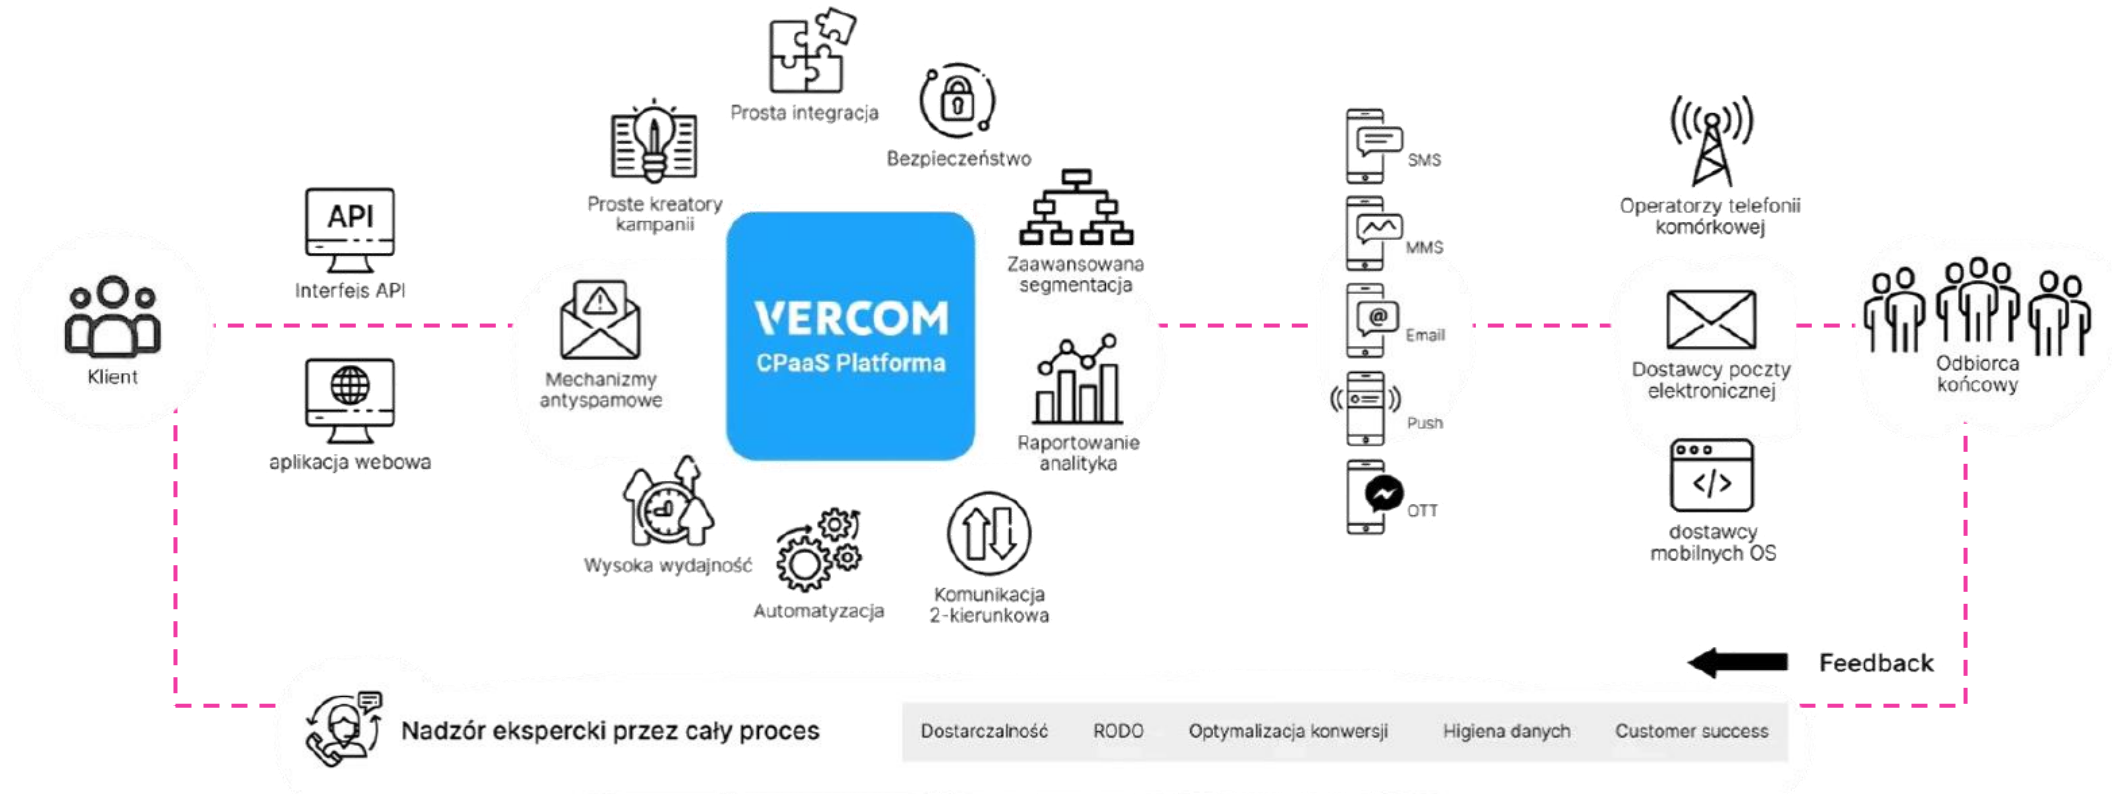 Klient
API
Interfejs API
aplikacja webowa
Prosta integracja
Bezpieczeństwo
Proste kreatory
kampanii
Zaawansowana
segmentacja
Mechanizmy
antyspamowe
VERCOM
CPaaS Platforma
Raportowanie
analityka
Wysoka wydajność
Automatyzacja
Komunikacja
2-kierunkowa
SMS
MMS
@
Email
Push
OTT
Operatorzy telefonii
komórkowej
Dostawcy poczty
elektronicznej
</>
dostawcy
mobilnych OS
Odbiorca
końcowy
Feedback
Nadzór ekspercki przez cały proces
Dostarczalność RODO Optymalizacja konwersji Higiena danych Customer success